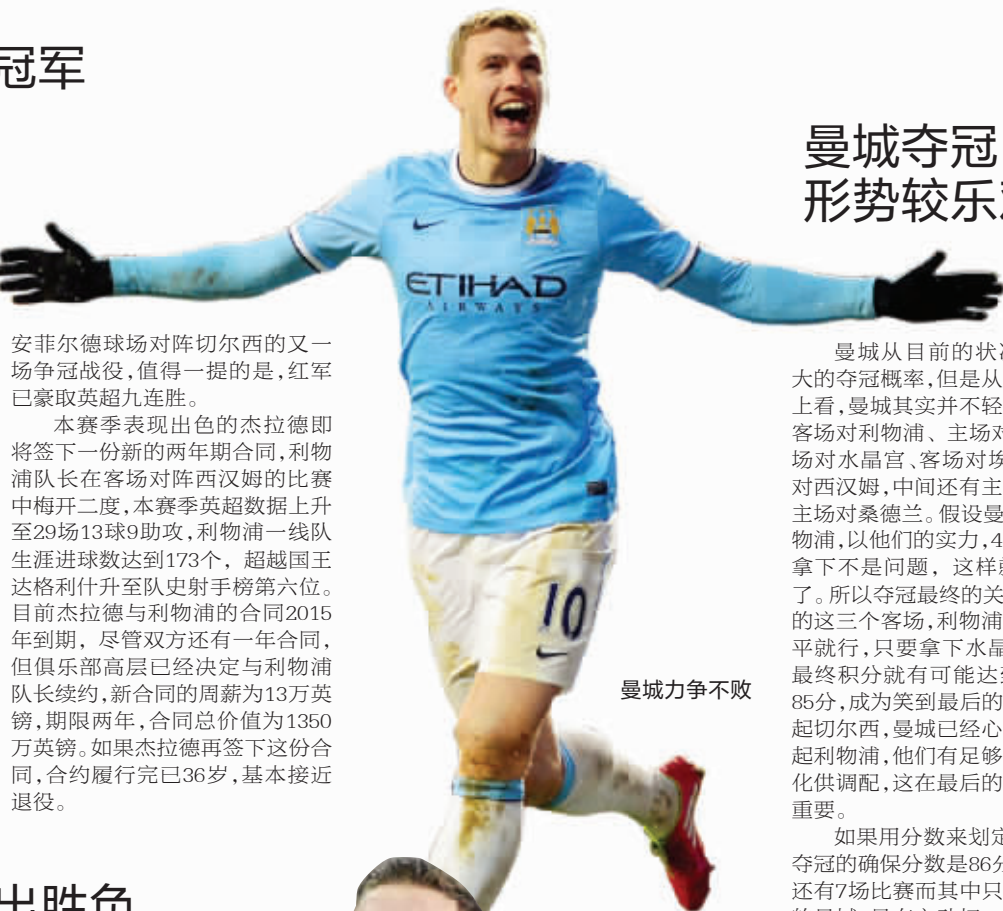 冠军
安菲尔德球场对阵切尔西的又一
场争冠战役,值得一提的是,红军
已豪取英超九连胜。
本赛季表现出色的杰拉德即
将签下一份新的两年期合同,利物
浦队长在客场对阵西汉姆的比赛
中梅开二度,本赛季英超数据上升
至29场13球9助攻,利物浦一线队
生涯进球数达到173个，超越国王
达格利什升至队史射手榜第六位。
目前杰拉德与利物浦的合同2015
年到期，尽管双方还有一年合同，
但俱乐部高层已经决定与利物浦
队长续约,新合同的周薪为13万英
镑,期限两年,合同总价值为1350
万英镑。如果杰拉德再签下这份合
同,合约履行完已36岁,基本接近
退役。
出胜负
ETIHAD
AIRWAYS
10
曼城力争不败
曼城夺冠
形势较乐
曼城从目前的状
大的夺冠概率,但是从
上看,曼城其实并不轻
客场对利物浦、主场对
场对水晶宫、客场对埃
对西汉姆,中间还有主
主场对桑德兰。假设曼
物浦,以他们的实力,4
拿下不是问题，这样就
了。所以夺冠最终的关
的这三个客场,利物浦
平就行,只要拿下水晶
最终积分就有可能达到
85分,成为笑到最后的
起切尔西,曼城已经心
起利物浦,他们有足够
化供调配,这在最后的
重要。
如果用分数来划定
夺冠的确保分数是86分
还有7场比赛而其中只